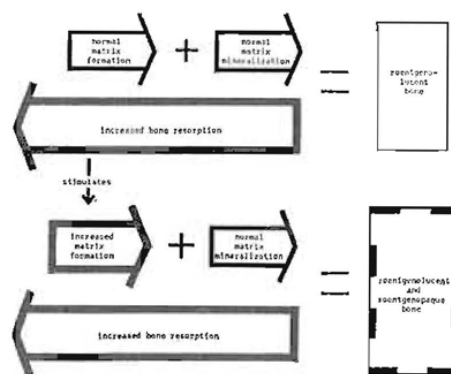 normal
matrix
formation
+
normal
matrix
mineralization
=
roentgeno-
lucent
bone
increased bone resorption
stimulates
increased
matrix
formation
+
normal
matrix
mineralization
=
roentgenolucent
and
roentgenopaque
bone
increased bone resorption